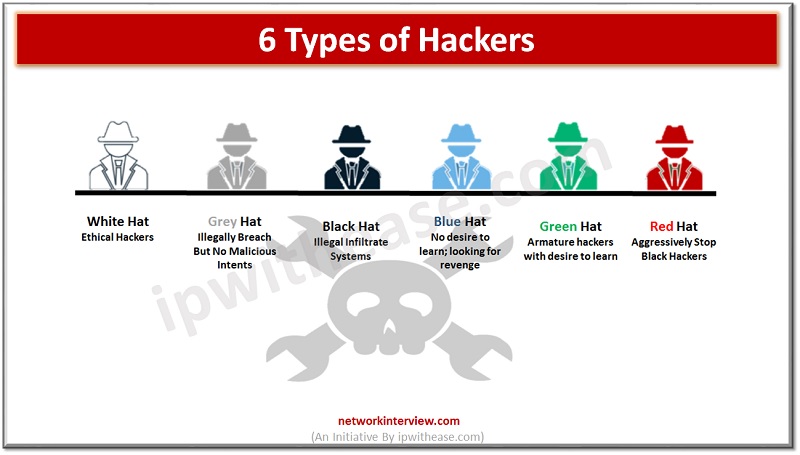 6 Types of Hackers
White Hat
Ethical Hackers
Grey Hat
Illegally Breach
But No Malicious
Intents
Black Hat
Illegal Infiltrate
Systems
Blue Hat
No desire to
learn; looking for
revenge
Green Hat
Armature hackers
with desire to learn
Red Hat
Aggressively Stop
Black Hackers
ipwithease.com
networkinterview.com
(An Initiative By ipwithease.com)